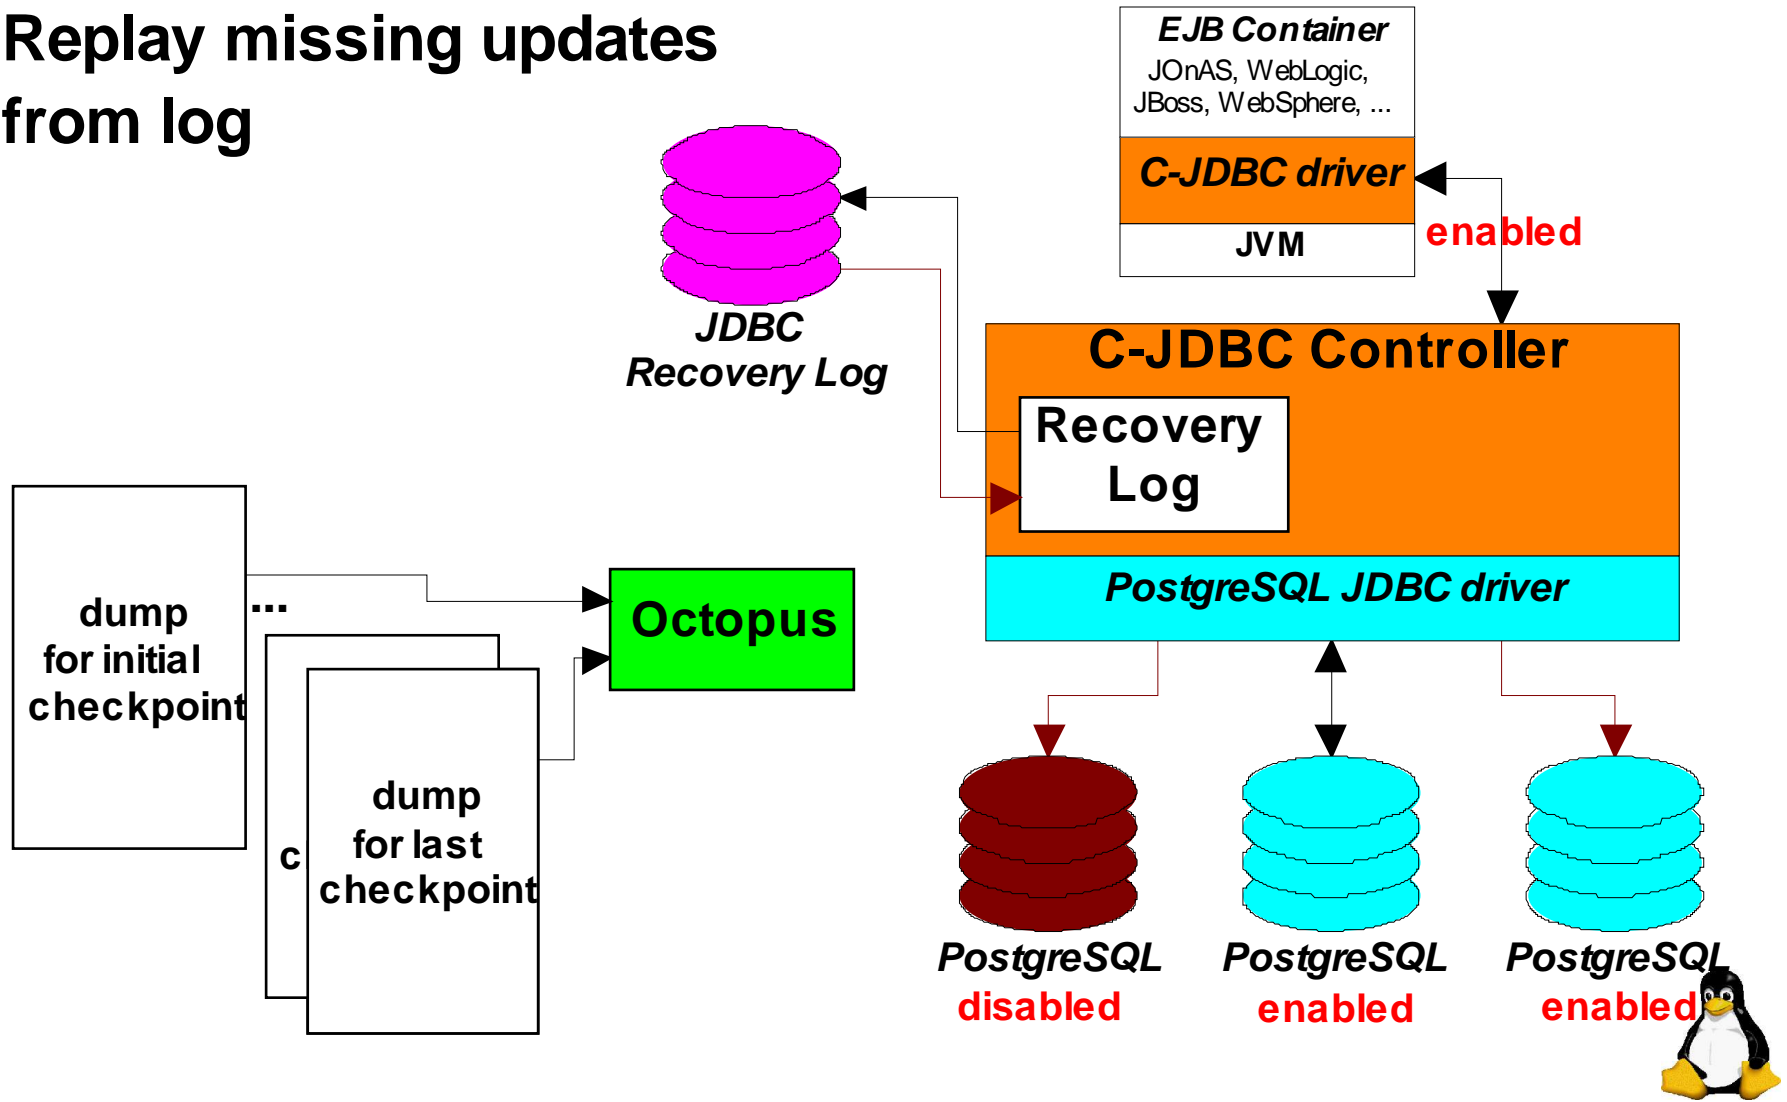 Replay missing updates
from log
EJB Container
JOnAS, WebLogic,
JBoss, WebSphere, ...
C-JDBC driver
JVM
enabled
JDBC
Recovery Log
C-JDBC Controller
Recovery
Log
PostgreSQL JDBC driver
dump
for initial
checkpoint
...
Octopus
c
dump
for last
checkpoint
PostgreSQL
disabled
PostgreSQL
enabled
PostgreSQL
enabled